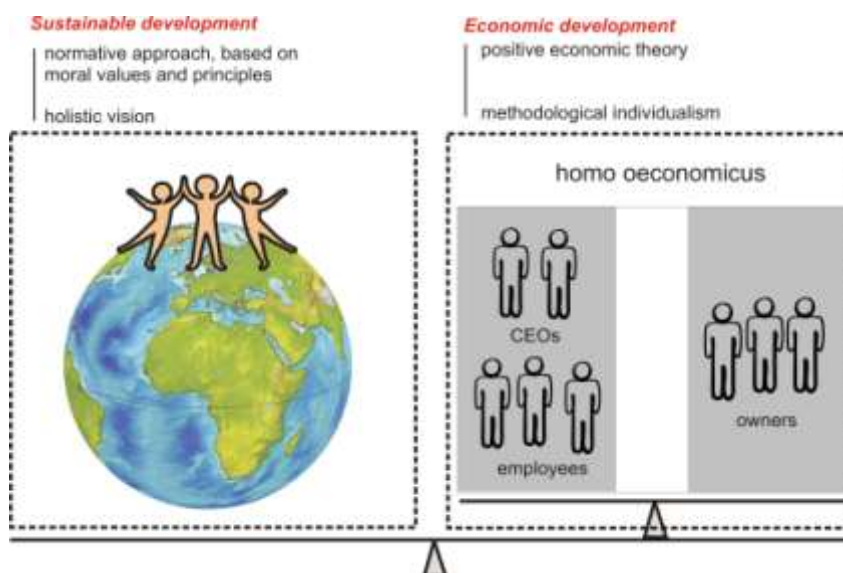 Sustainable development
normative approach, based on
moral values and principles
holistic vision
Economic development
positive economic theory
methodological individualism
homo oeconomicus
CEOs
employees
owners